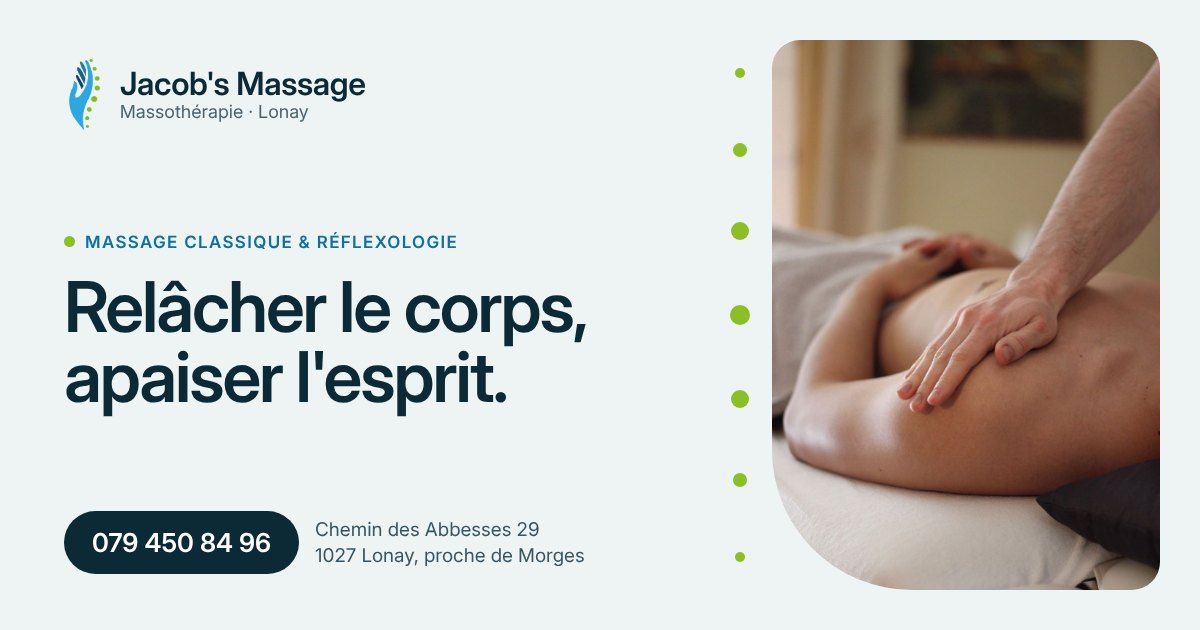 Jacob's Massage
Massothérapie · Lonay
MASSAGE CLASSIQUE & RÉFLEXOLOGIE
Relâcher le corps,
apaiser l'esprit.
079 450 84 96
Chemin des Abbesses 29
1027 Lonay, proche de Morges